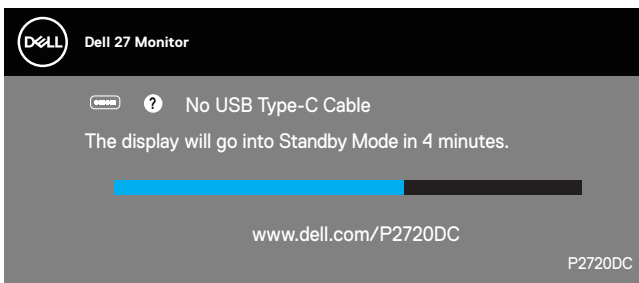 DELL Dell 27 Monitor
? No USB Type-C Cable
The display will go into Standby Mode in 4 minutes.
www.dell.com/P2720DC
P2720DC